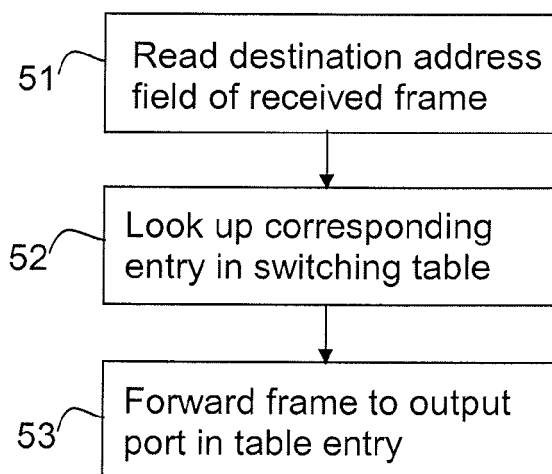 51
Read destination address
field of received frame
52
Look up corresponding
entry in switching table
53
Forward frame to output
port in table entry